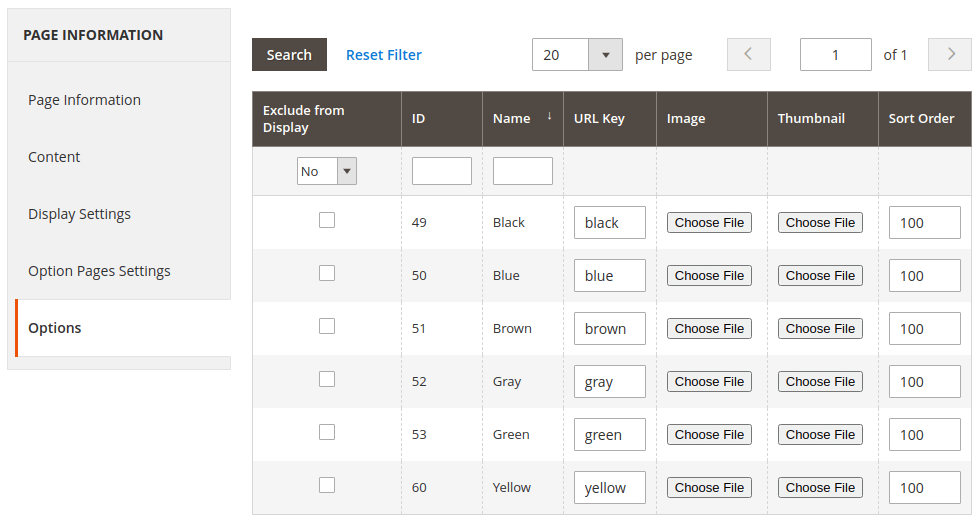 PAGE INFORMATION
Page Information
Content
Display Settings
Option Pages Settings
Options
Search Reset Filter 20 per page 1 of 1
Exclude from Display ID Name ↓ URL Key Image Thumbnail Sort Order
No
49 Black black Choose File Choose File 100
50 Blue blue Choose File Choose File 100
51 Brown brown Choose File Choose File 100
52 Gray gray Choose File Choose File 100
53 Green green Choose File Choose File 100
60 Yellow yellow Choose File Choose File 100